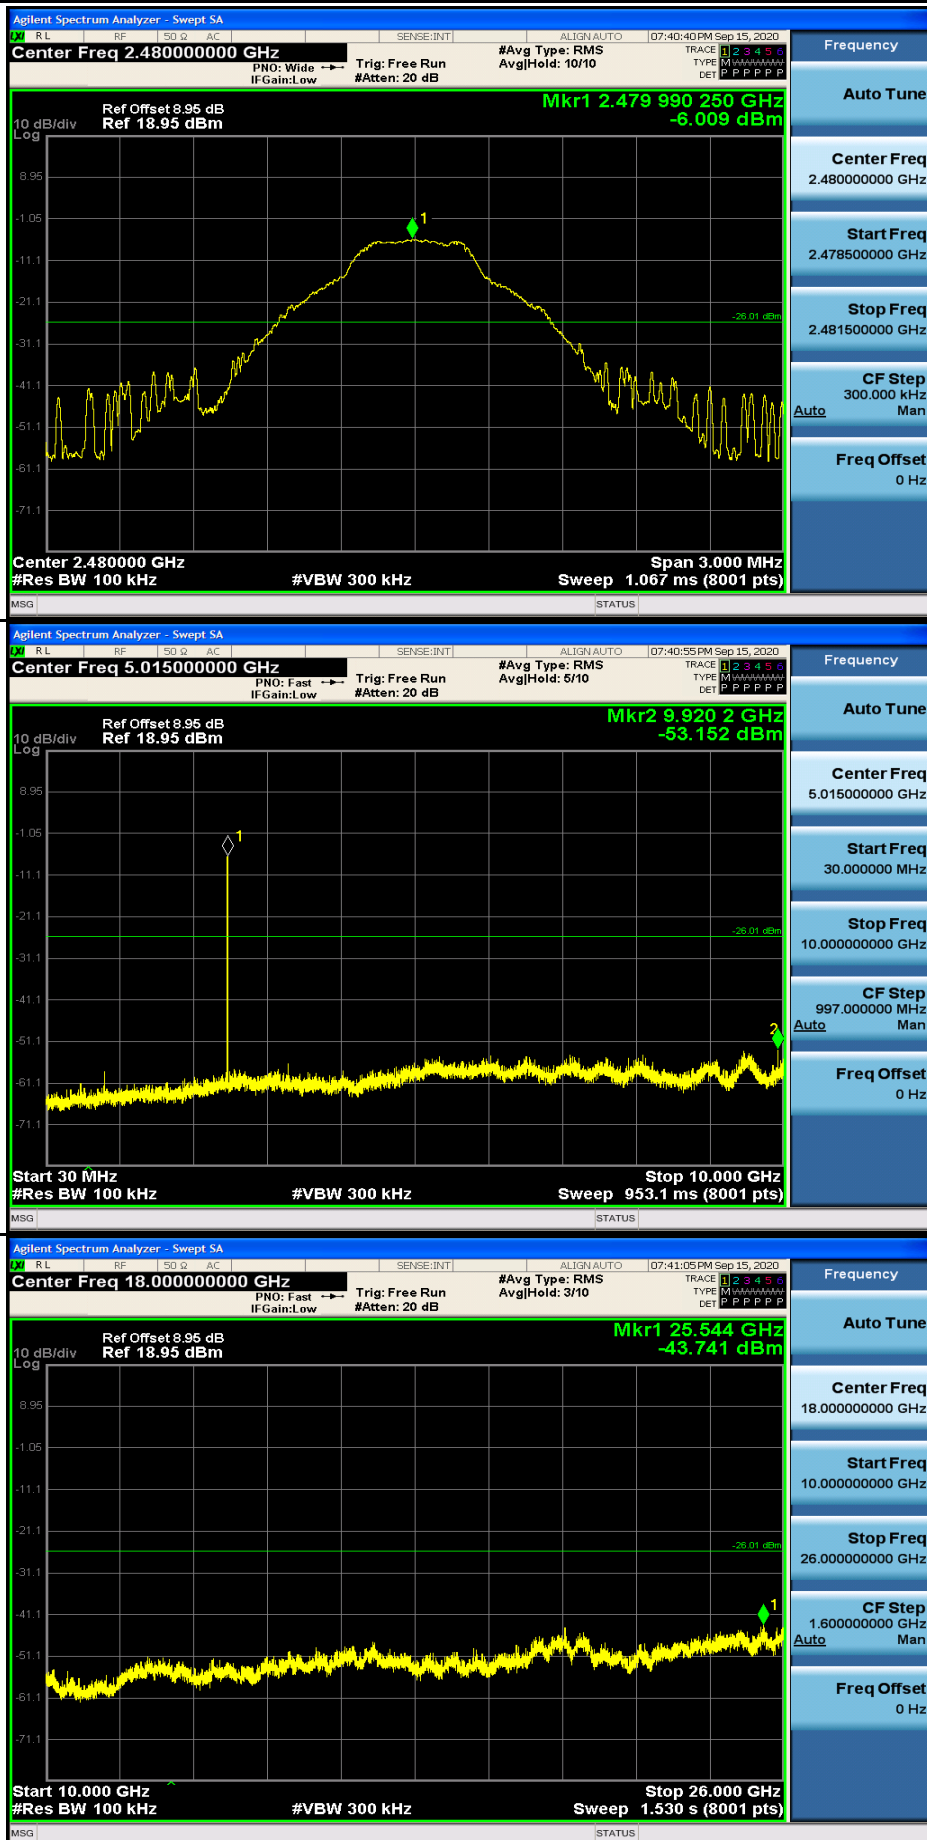 Agilent Spectrum Analyzer - Swept SA
LXI RL RF 50 Ω AC SENSE:INT ALIGN AUTO 07:40:40 PM Sep 15, 2020
Center Freq 2.480000000 GHz
#Avg Type: RMS
TRACE 1 2 3 4 5 6
PNO: Wide
Trig: Free Run
Avg|Hold: 10/10
TYPE M WWWWW
IFGain:Low
#Atten: 20 dB
DET P P P P P P
Mkr1 2.479 990 250 GHz
-6.009 dBm
Ref Offset 8.95 dB
10 dB/div Ref 18.95 dBm
Log
8.95
-1.05
-11.1
-21.1
-31.1
-41.1
-51.1
-61.1
-71.1
1
-26.01 dBm
Center 2.480000 GHz Span 3.000 MHz
#Res BW 100 kHz #VBW 300 kHz Sweep 1.067 ms (8001 pts)
MSG STATUS
Frequency
Auto Tune
Center Freq
2.480000000 GHz
Start Freq
2.478500000 GHz
Stop Freq
2.481500000 GHz
CF Step
300.000 kHz
Auto Man
Freq Offset
0 Hz
Agilent Spectrum Analyzer - Swept SA
LXI RL RF 50 Ω AC SENSE:INT ALIGN AUTO 07:40:55 PM Sep 15, 2020
Center Freq 5.015000000 GHz
#Avg Type: RMS
TRACE 1 2 3 4 5 6
PNO: Fast
Trig: Free Run
Avg|Hold: 5/10
TYPE M WWWWW
IFGain:Low
#Atten: 20 dB
DET P P P P P P
Mkr2 9.920 2 GHz
-53.152 dBm
Ref Offset 8.95 dB
10 dB/div Ref 18.95 dBm
Log
8.95
-1.05
-11.1
-21.1
-31.1
-41.1
-51.1
-61.1
-71.1
1
-26.01 dBm
2
Start 30 MHz Stop 10.000 GHz
#Res BW 100 kHz #VBW 300 kHz Sweep 953.1 ms (8001 pts)
MSG STATUS
Frequency
Auto Tune
Center Freq
5.015000000 GHz
Start Freq
30.000000 MHz
Stop Freq
10.000000000 GHz
CF Step
997.000000 MHz
Auto Man
Freq Offset
0 Hz
Agilent Spectrum Analyzer - Swept SA
LXI RL RF 50 Ω AC SENSE:INT ALIGN AUTO 07:41:05 PM Sep 15, 2020
Center Freq 18.000000000 GHz
#Avg Type: RMS
TRACE 1 2 3 4 5 6
PNO: Fast
Trig: Free Run
Avg|Hold: 3/10
TYPE M WWWWW
IFGain:Low
#Atten: 20 dB
DET P P P P P P
Mkr1 25.544 GHz
-43.741 dBm
Ref Offset 8.95 dB
10 dB/div Ref 18.95 dBm
Log
8.95
-1.05
-11.1
-21.1
-31.1
-41.1
-51.1
-61.1
-71.1
-26.01 dBm
1
Start 10.000 GHz Stop 26.000 GHz
#Res BW 100 kHz #VBW 300 kHz Sweep 1.530 s (8001 pts)
MSG STATUS
Frequency
Auto Tune
Center Freq
18.000000000 GHz
Start Freq
10.000000000 GHz
Stop Freq
26.000000000 GHz
CF Step
1.600000000 GHz
Auto Man
Freq Offset
0 Hz